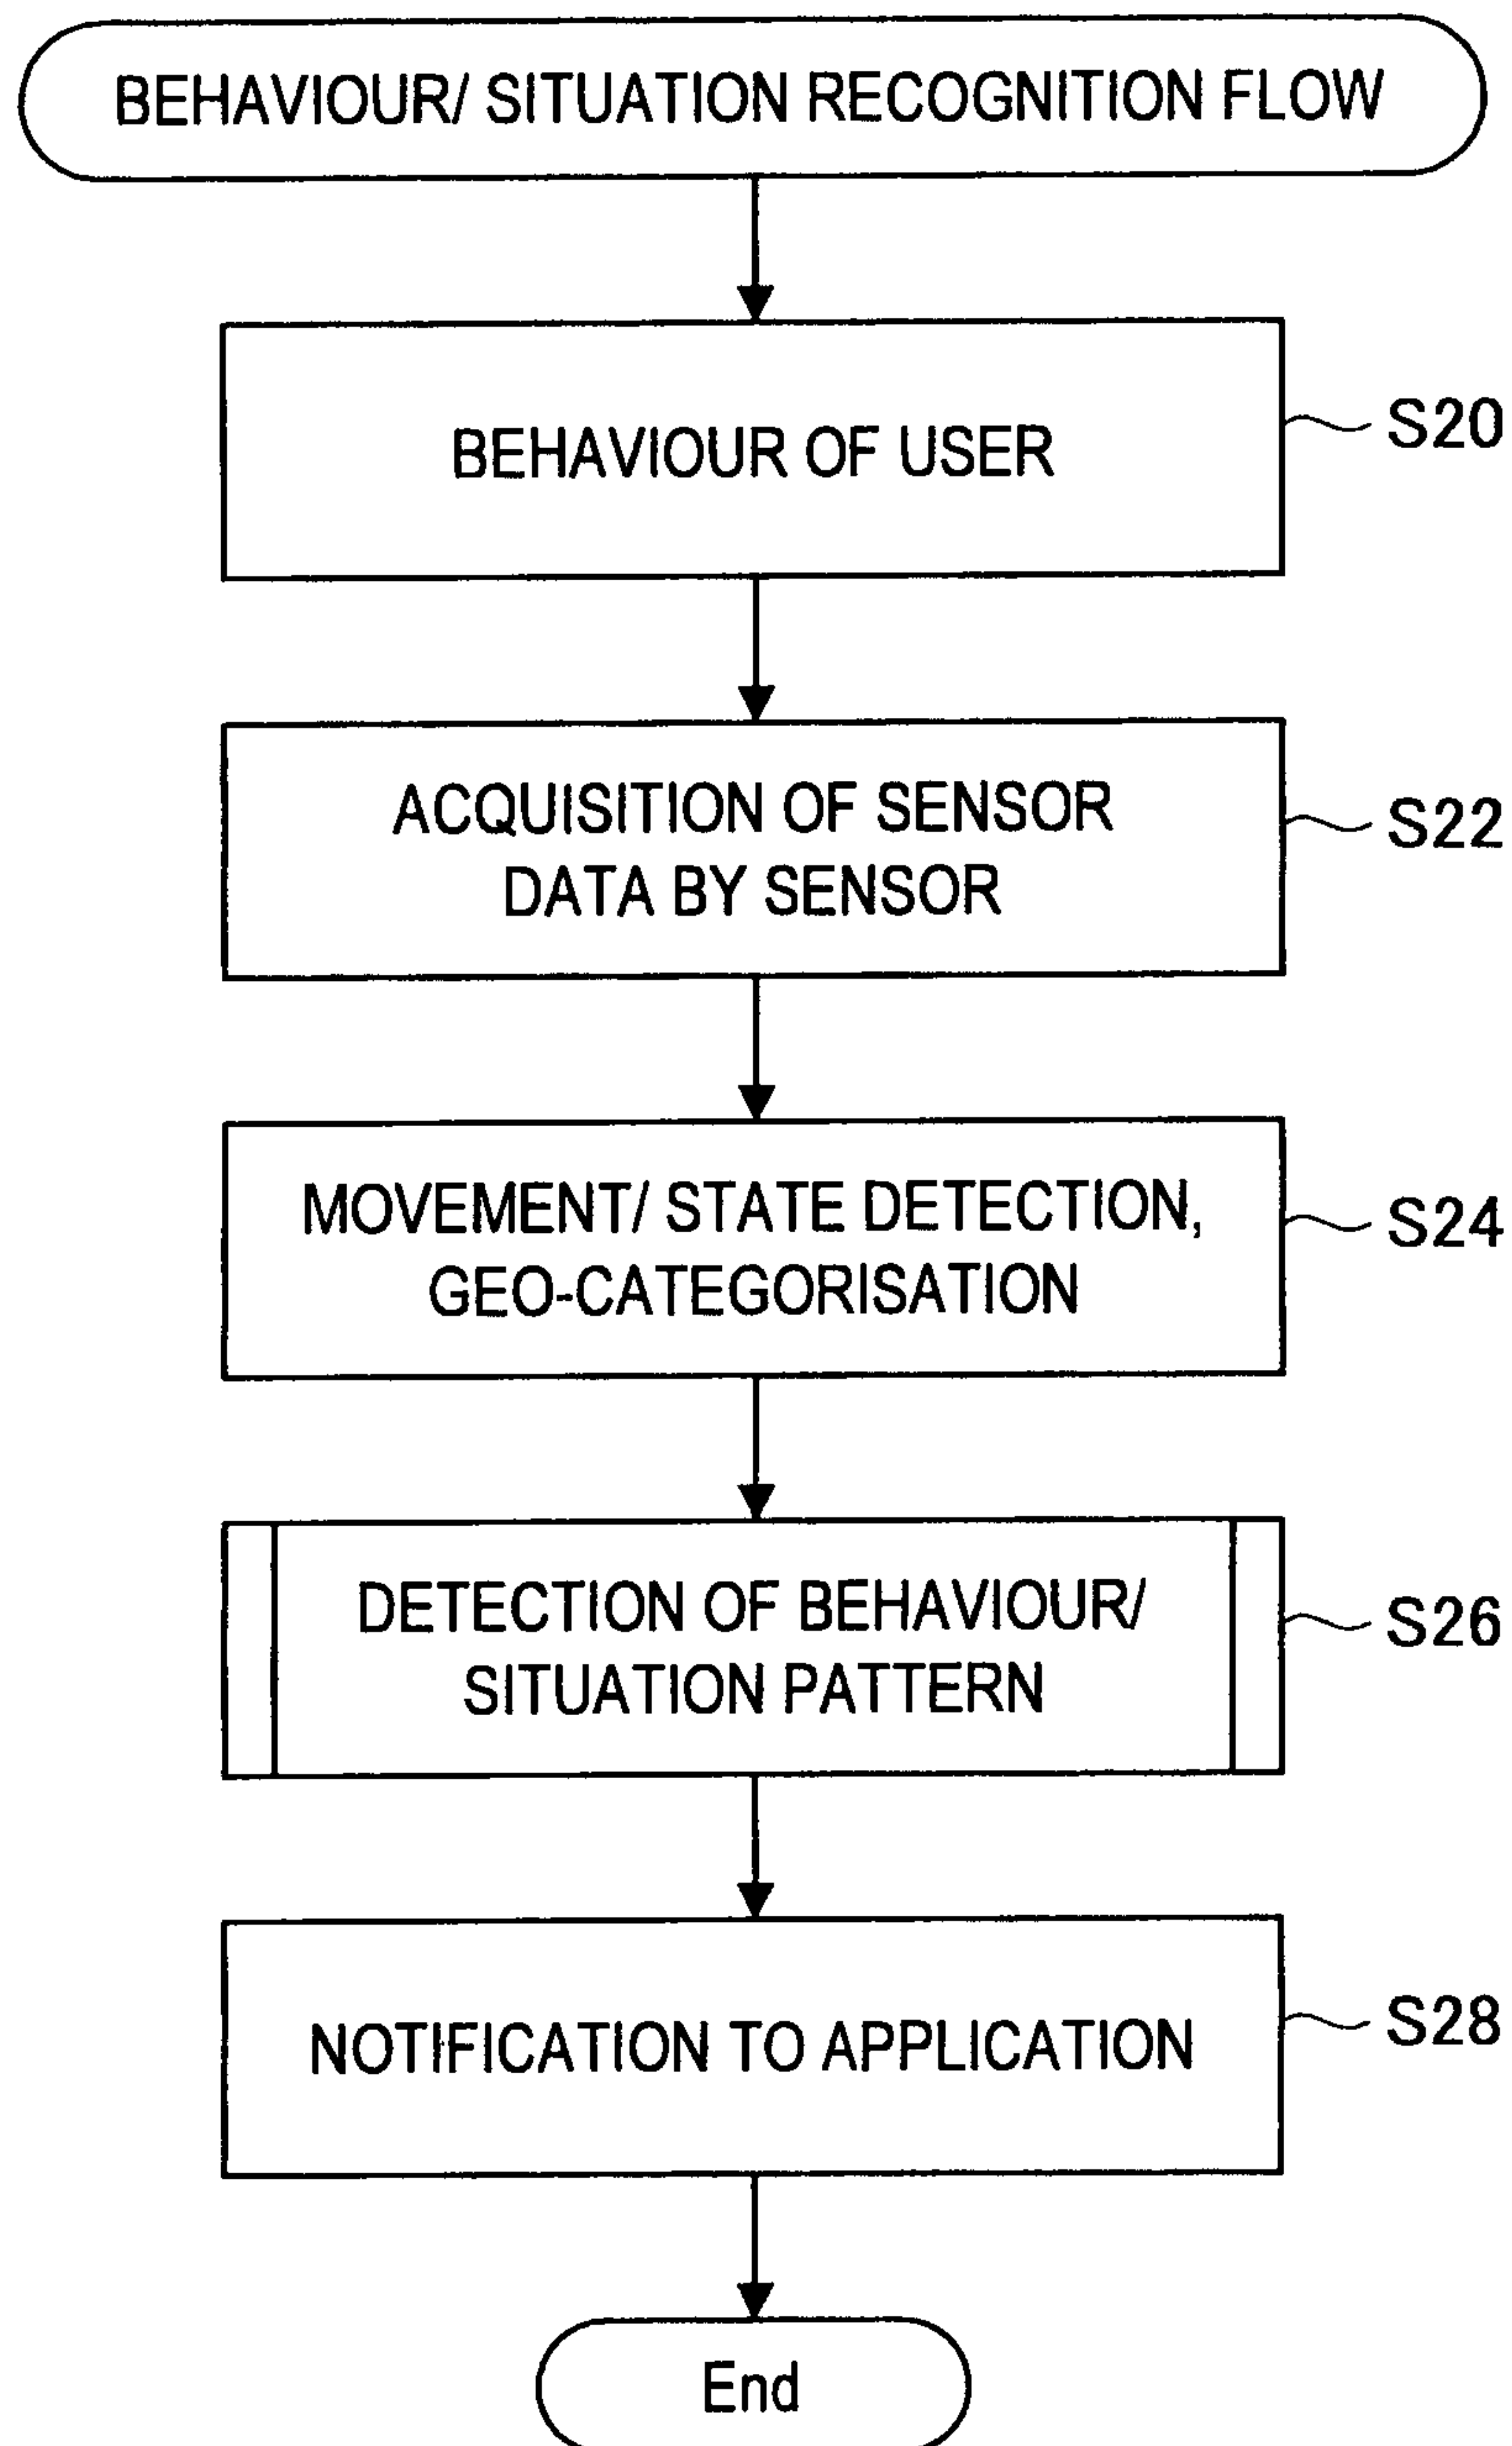 BEHAVIOUR/ SITUATION RECOGNITION FLOW
BEHAVIOUR OF USER
S20
ACQUISITION OF SENSOR
DATA BY SENSOR
S22
MOVEMENT/ STATE DETECTION,
GEO-CATEGORISATION
S24
DETECTION OF BEHAVIOUR/
SITUATION PATTERN
S26
NOTIFICATION TO APPLICATION
S28
End